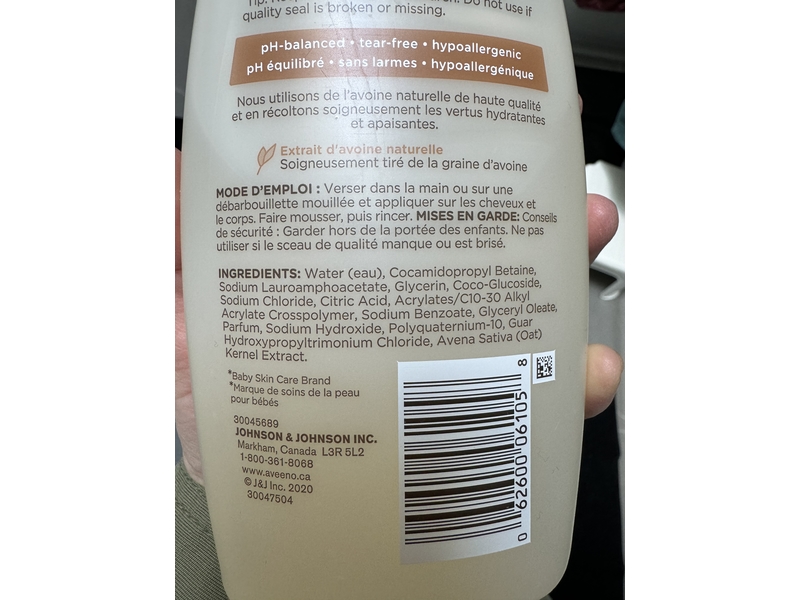 Do not use if
quality seal is broken or missing.
pH-balanced • tear-free • hypoallergenic
pH équilibré • sans larmes • hypoallergénique
Nous utilisons de l'avoine naturelle de haute qualité
et en récoltons soigneusement les vertus hydratantes
et apaisantes.
Extrait d'avoine naturelle
Soigneusement tiré de la graine d'avoine
MODE D'EMPLOI : Verser dans la main ou sur une
débarbouillette mouillée et appliquer sur les cheveux et
le corps. Faire mousser, puis rincer. MISES EN GARDE: Conseils
de sécurité : Garder hors de la portée des enfants. Ne pas
utiliser si le sceau de qualité manque ou est brisé.
INGREDIENTS: Water (eau), Cocamidopropyl Betaine,
Sodium Lauroamphoacetate, Glycerin, Coco-Glucoside,
Sodium Chloride, Citric Acid, Acrylates/C10-30 Alkyl
Acrylate Crosspolymer, Sodium Benzoate, Glyceryl Oleate,
Parfum, Sodium Hydroxide, Polyquaternium-10, Guar
Hydroxypropyltrimonium Chloride, Avena Sativa (Oat)
Kernel Extract.
*Baby Skin Care Brand
*Marque de soins de la peau
pour bébés
30045689
JOHNSON & JOHNSON INC.
Markham, Canada L3R 5L2
1-800-361-8068
www.aveeno.ca
© J&J Inc. 2020
30047504
0 62600 06105 8